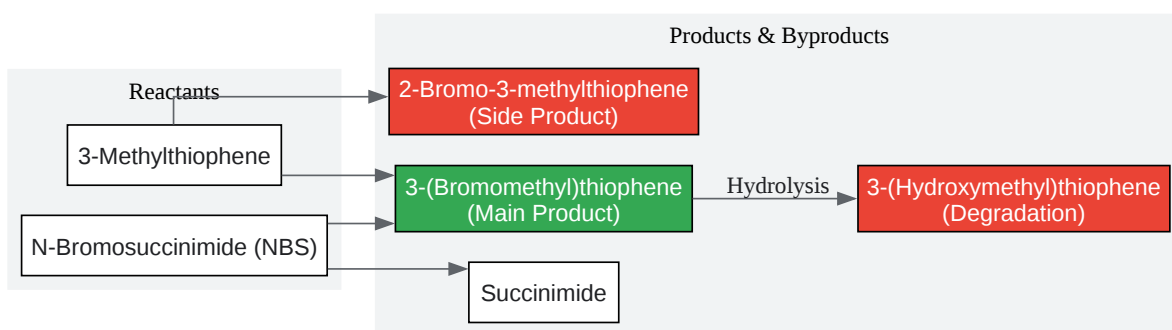 Products & Byproducts
Reactants
2-Bromo-3-methylthiophene
(Side Product)
3-Methylthiophene
3-(Bromomethyl)thiophene
(Main Product)
Hydrolysis
3-(Hydroxymethyl)thiophene
(Degradation)
N-Bromosuccinimide (NBS)
Succinimide